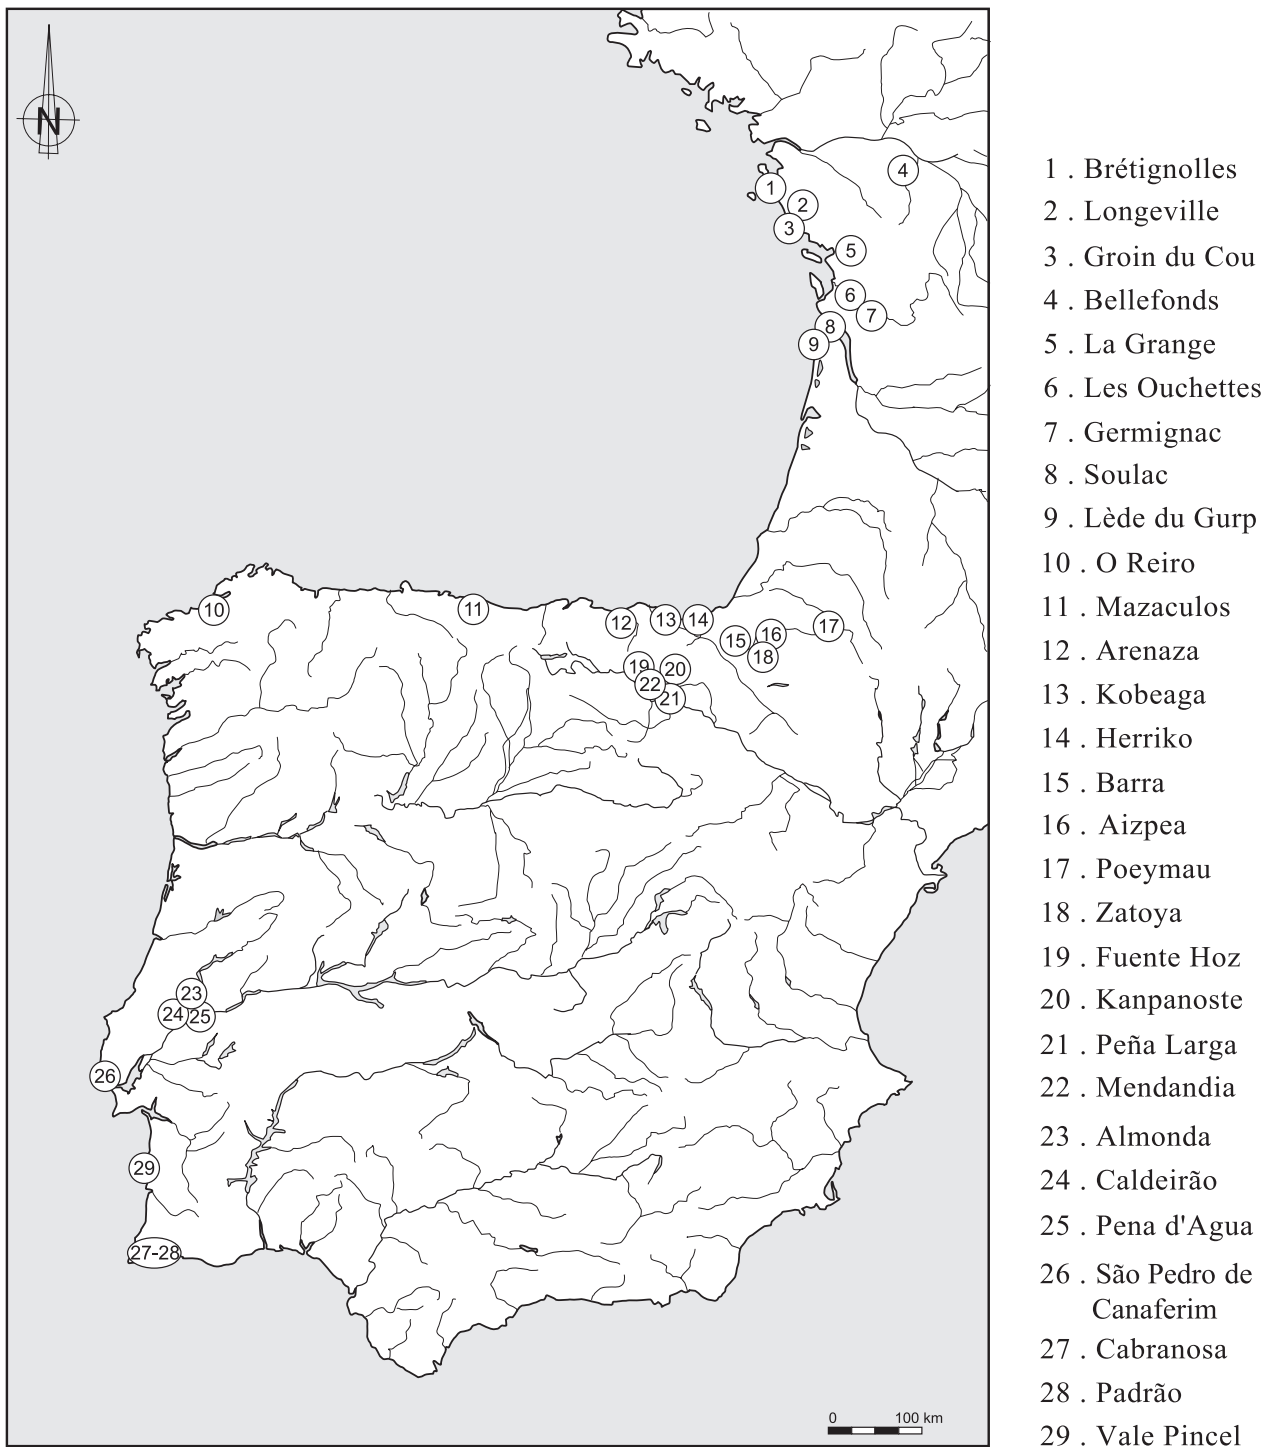 N
1
2
3
4
5
6
7
8
9
10
11
12
13
14
15
16
17
18
19
20
22
21
23
24
25
26
29
27-28
0 100 km
1 . Brétignolles
2 . Longeville
3 . Groin du Cou
4 . Bellefonds
5 . La Grange
6 . Les Ouchettes
7 . Germignac
8 . Soulac
9 . Lède du Gurp
10 . O Reiro
11 . Mazaculos
12 . Arenaza
13 . Kobeaga
14 . Herriko
15 . Barra
16 . Aizpea
17 . Poeymau
18 . Zatoya
19 . Fuente Hoz
20 . Kanpanoste
21 . Peña Larga
22 . Mendandia
23 . Almonda
24 . Caldeirão
25 . Pena d'Agua
26 . São Pedro de
Canaferim
27 . Cabranosa
28 . Padrão
29 . Vale Pincel